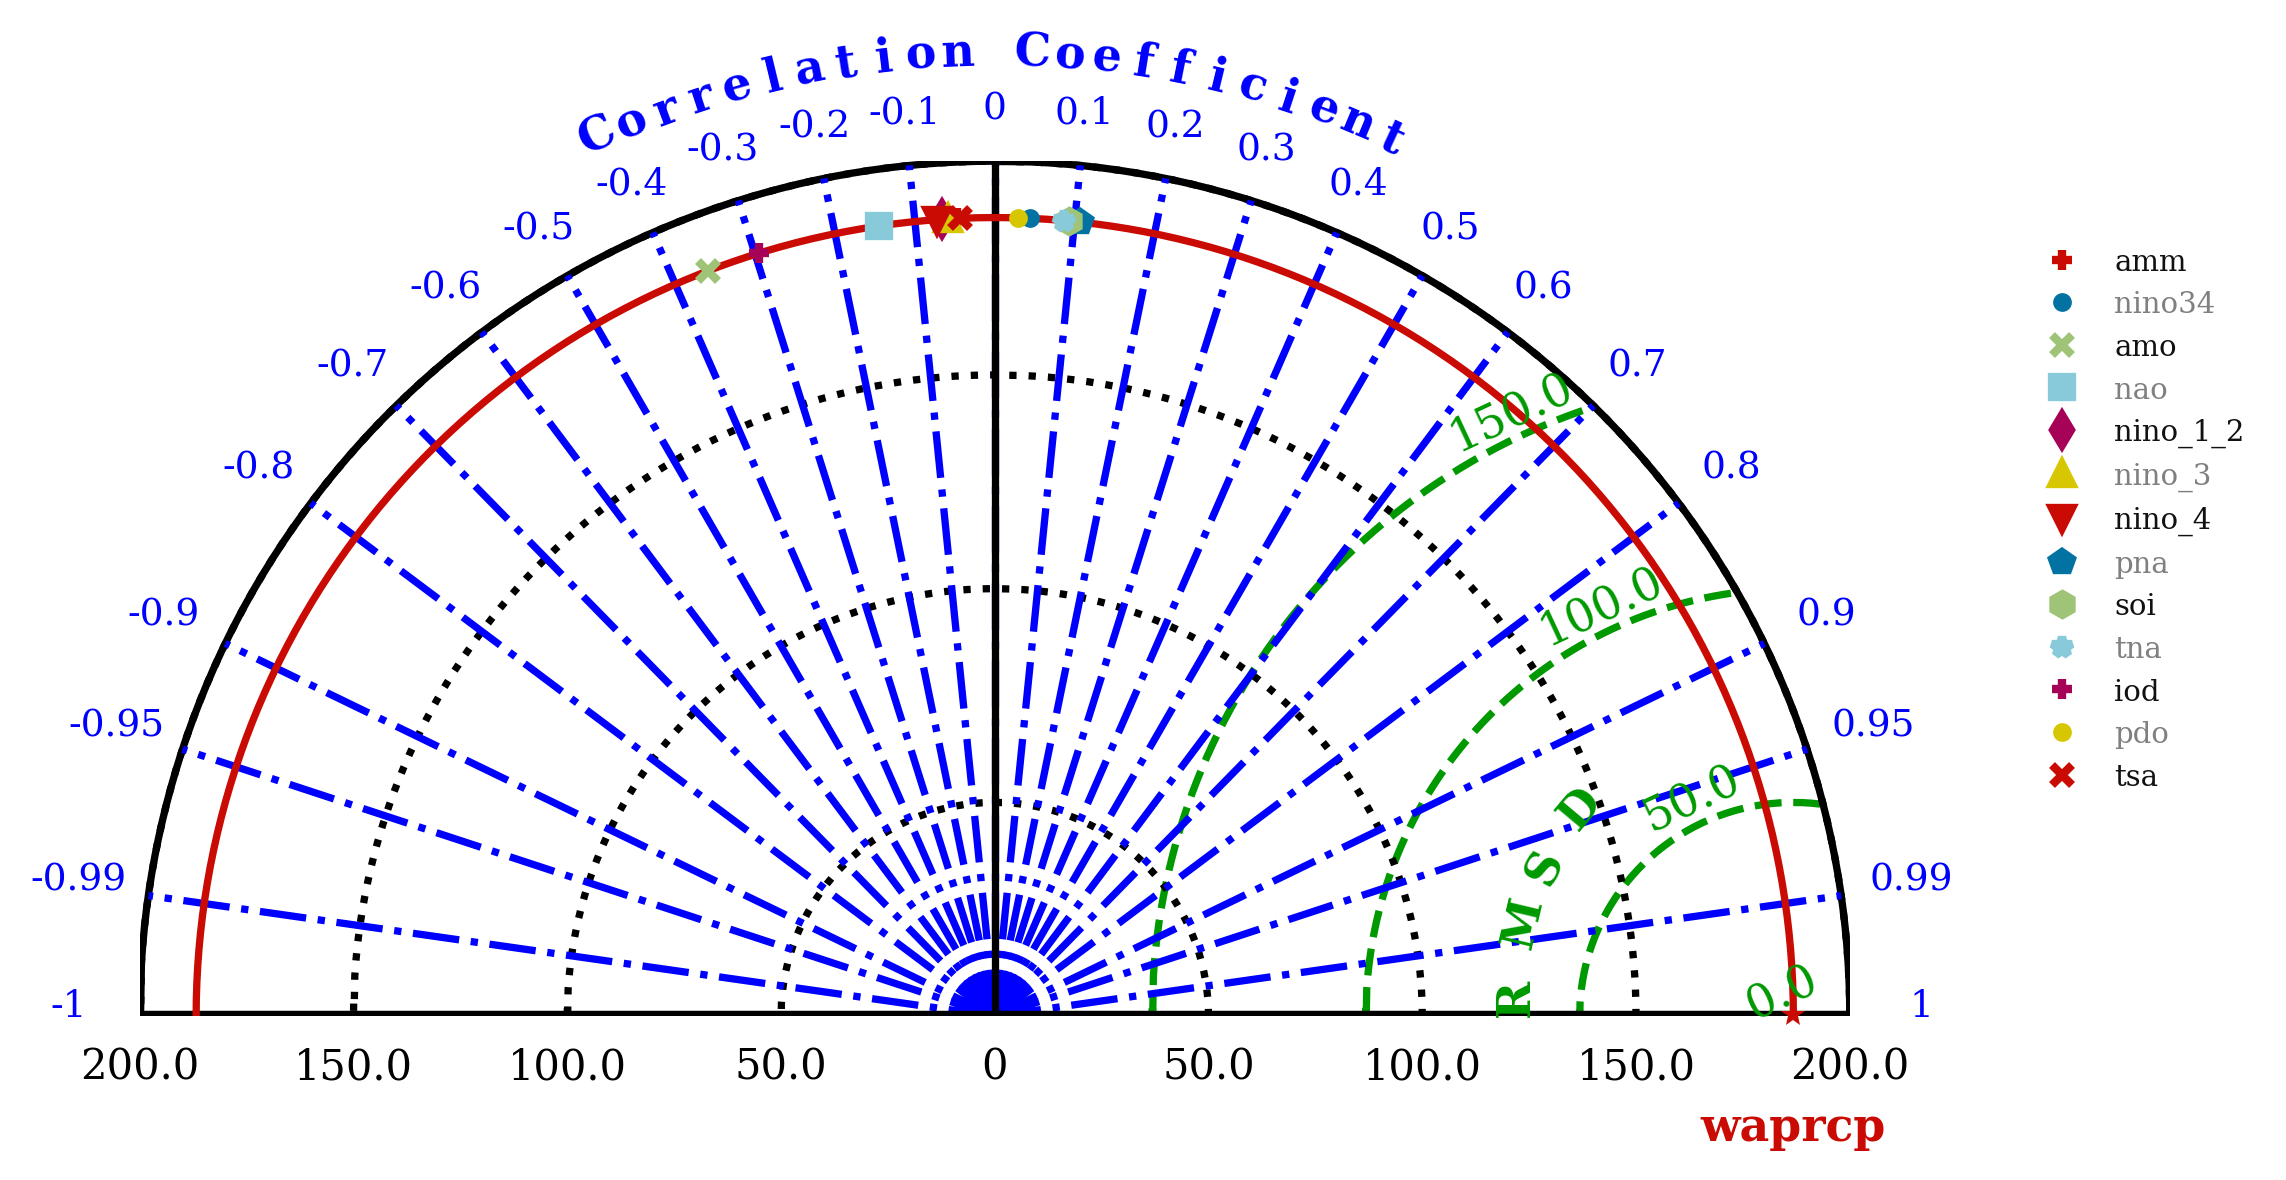 Correlation Coefficient
-1
-0.99
-0.95
-0.9
-0.8
-0.7
-0.6
-0.5
-0.4
-0.3
-0.2
-0.1
0
0.1
0.2
0.3
0.4
0.5
0.6
0.7
0.8
0.9
0.95
0.99
1
150.0
100.0
50.0
0.0
RMSD
200.0 150.0 100.0 50.0 0 50.0 100.0 150.0 200.0
waprcp
amm
nino34
amo
nao
nino_1_2
nino_3
nino_4
pna
soi
tna
iod
pdo
tsa